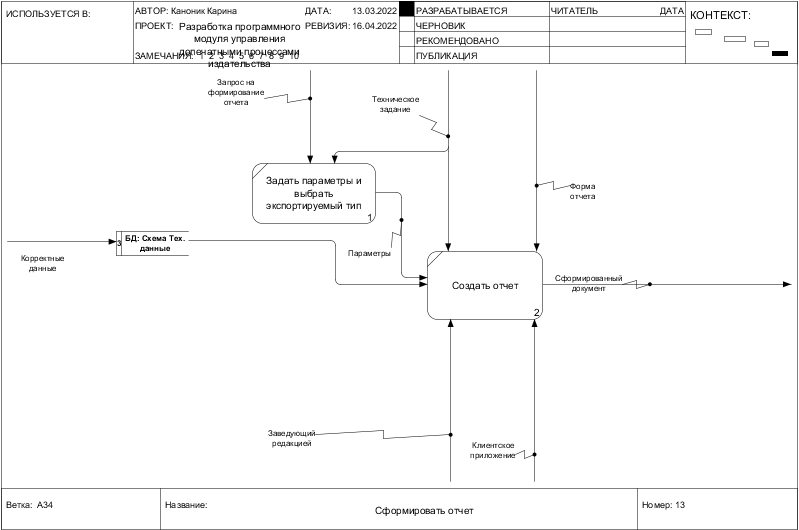 ИСПОЛЬЗУЕТСЯ В:
АВТОР: Каноник Карина
ДАТА: 13.03.2022
РАЗРАБАТЫВАЕТСЯ
ЧИТАТЕЛЬ
ДАТА
КОНТЕКСТ:
ПРОЕКТ: Разработка программного
модуля управления
допечатными процессами
издательства
РЕВИЗИЯ: 16.04.2022
ЧЕРНОВИК
РЕКОМЕНДОВАНО
ЗАМЕЧАНИЯ: 1 2 3 4 5 6 7 8 9 10
ПУБЛИКАЦИЯ
Запрос на
формирование
отчета
Техническое
задание
Задать параметры и
выбрать
экспортируемый тип
1
Форма
отчета
3
БД: Схема Тех.
данные
Корректные
данные
Параметры
Создать отчет
2
Сформированный
документ
Заведующий
редакцией
Клиентское
приложение
Ветка: A34
Название:
Сформировать отчет
Номер: 13